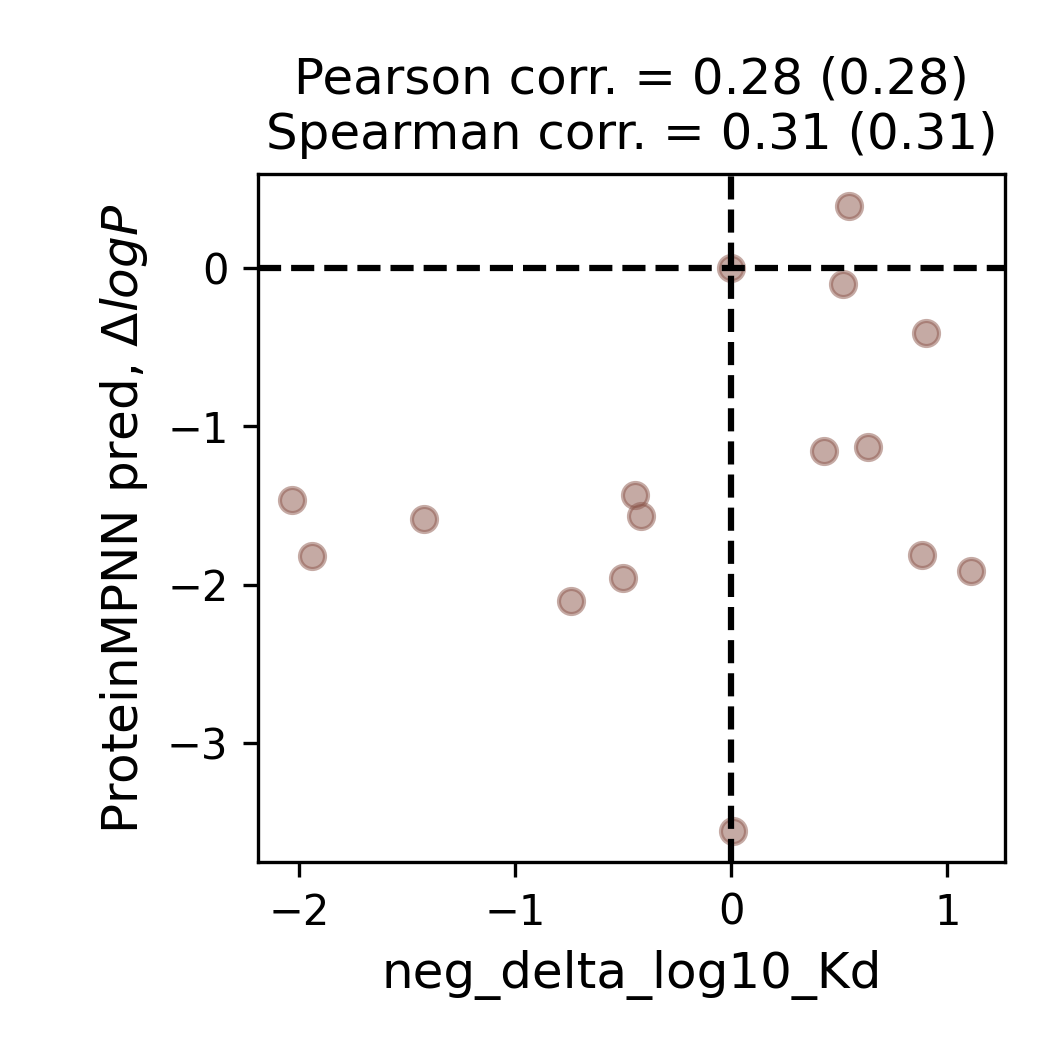 Pearson corr. = 0.28 (0.28)
Spearman corr. = 0.31 (0.31)
ProteinMPNN pred, ΔlogP
0
−1
−2
−3
−2
−1
0
1
neg_delta_log10_Kd